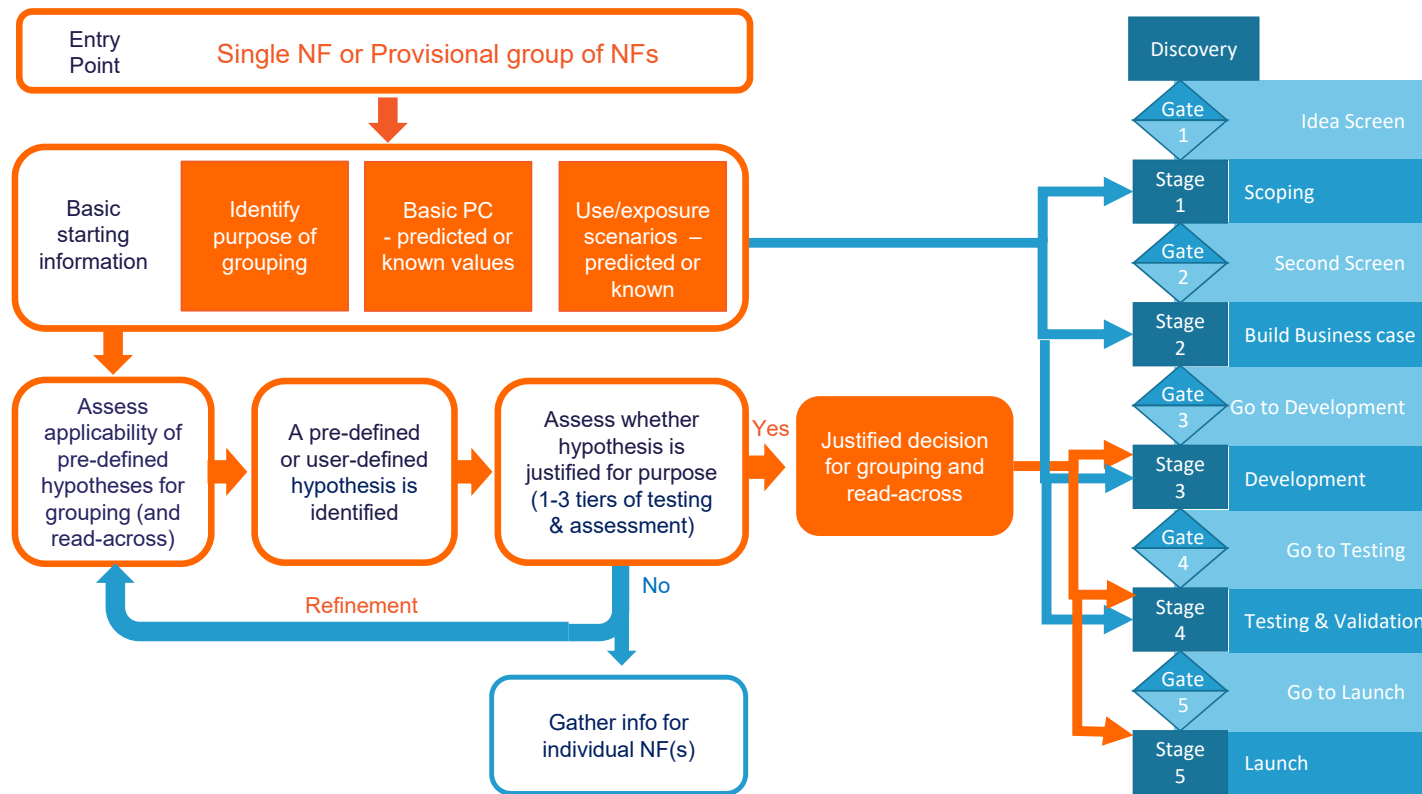 Entry
Point
Single NF or Provisional group of NFs
Basic
starting
information
Identify
purpose of
grouping
Basic PC
- predicted or
known values
Use/exposure
scenarios –
predicted or
known
Assess
applicability of
pre-defined
hypotheses for
grouping (and
read-across)
A pre-defined
or user-defined
hypothesis is
identified
Assess whether
hypothesis is
justified for purpose
(1-3 tiers of testing
& assessment)
Yes
Justified decision
for grouping and
read-across
No
Refinement
Gather info for
individual NF(s)
Discovery
Gate
1
Idea Screen
Stage
1
Scoping
Gate
2
Second Screen
Stage
2
Build Business case
Gate
3
Go to Development
Stage
3
Development
Gate
4
Go to Testing
Stage
4
Testing & Validation
Gate
5
Go to Launch
Stage
5
Launch